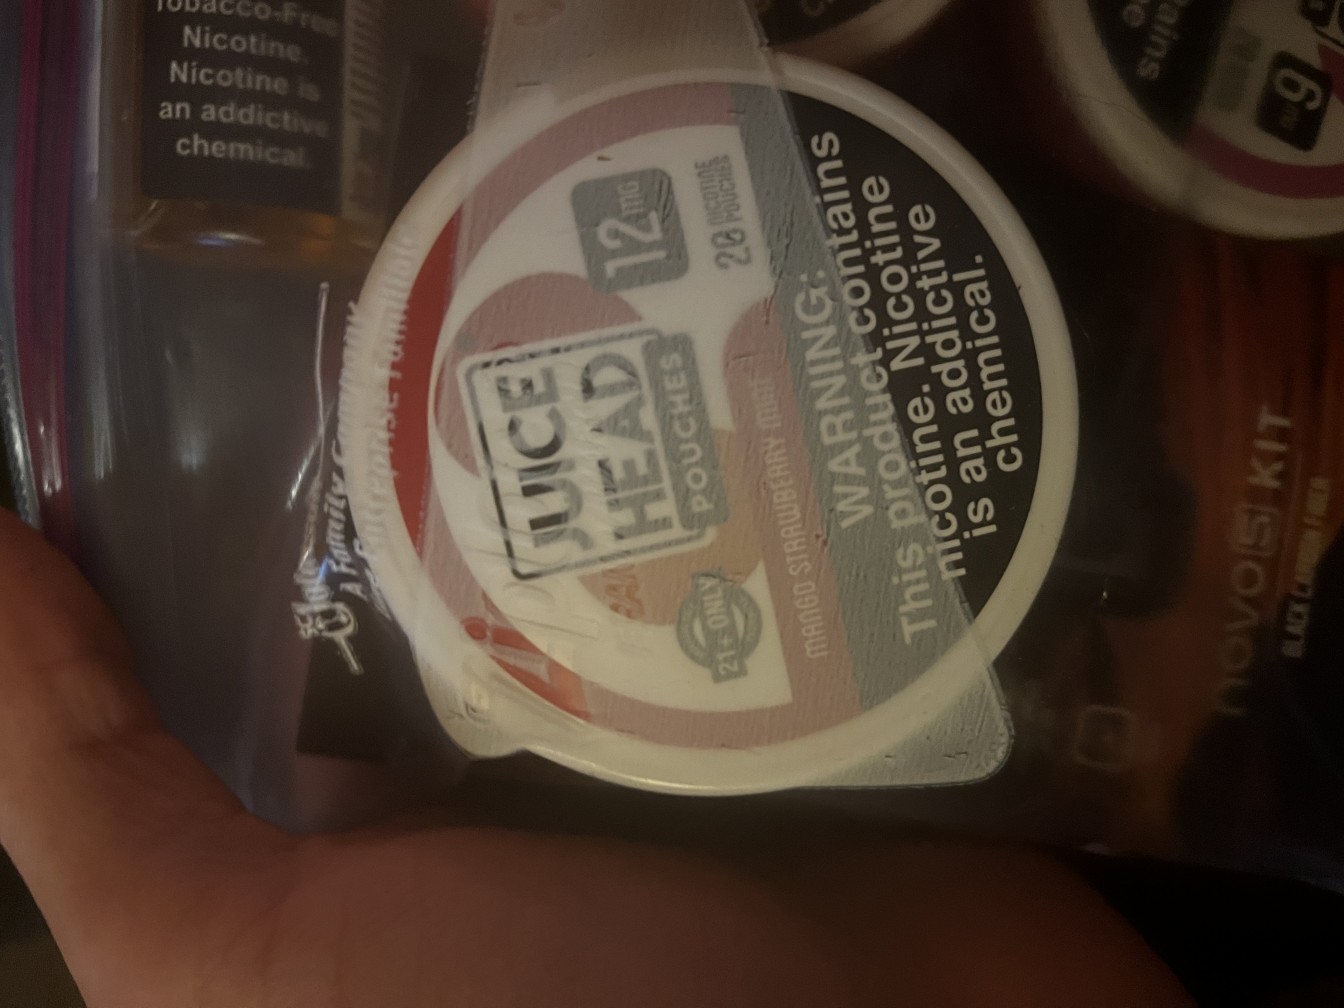 Tobacco-Free
Nicotine.
Nicotine is
an addictive
chemical.
A Family Company
12mg
20 NICOTINE
POUCHES
JUICE
HEAD
POUCHES
21+ ONLY
MANGO STRAWBERRY MINT
WARNING:
This product contains
nicotine. Nicotine
is an addictive
chemical.
6mg
novo 5 KIT